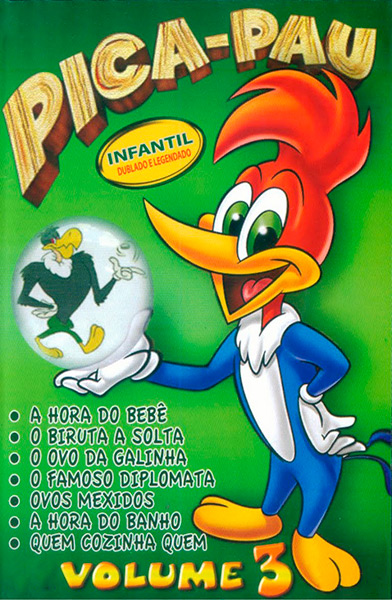 PICA-PAU
INFANTIL
DUBLADO E LEGENDADO
• A HORA DO BEBÊ
• O BIRUTA A SOLTA
• O OVO DA GALINHA
• O FAMOSO DIPLOMATA
• OVOS MEXIDOS
• A HORA DO BANHO
• QUEM COZINHA QUEM
VOLUME 3